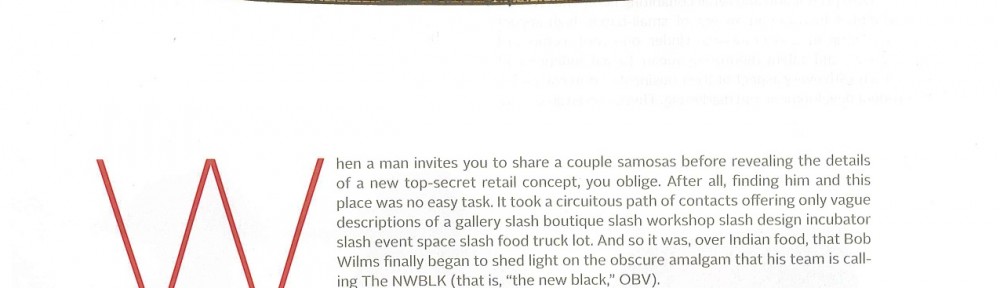 When a man invites you to share a couple samosas before revealing the details
of a new top-secret retail concept, you oblige. After all, finding him and this
place was no easy task. It took a circuitous path of contacts offering only vague
descriptions of a gallery slash boutique slash workshop slash design incubator
slash event space slash food truck lot. And so it was, over Indian food, that Bob
Wilms finally began to shed light on the obscure amalgam that his team is call-
ing The NWBLK (that is, “the new black,” OBV).